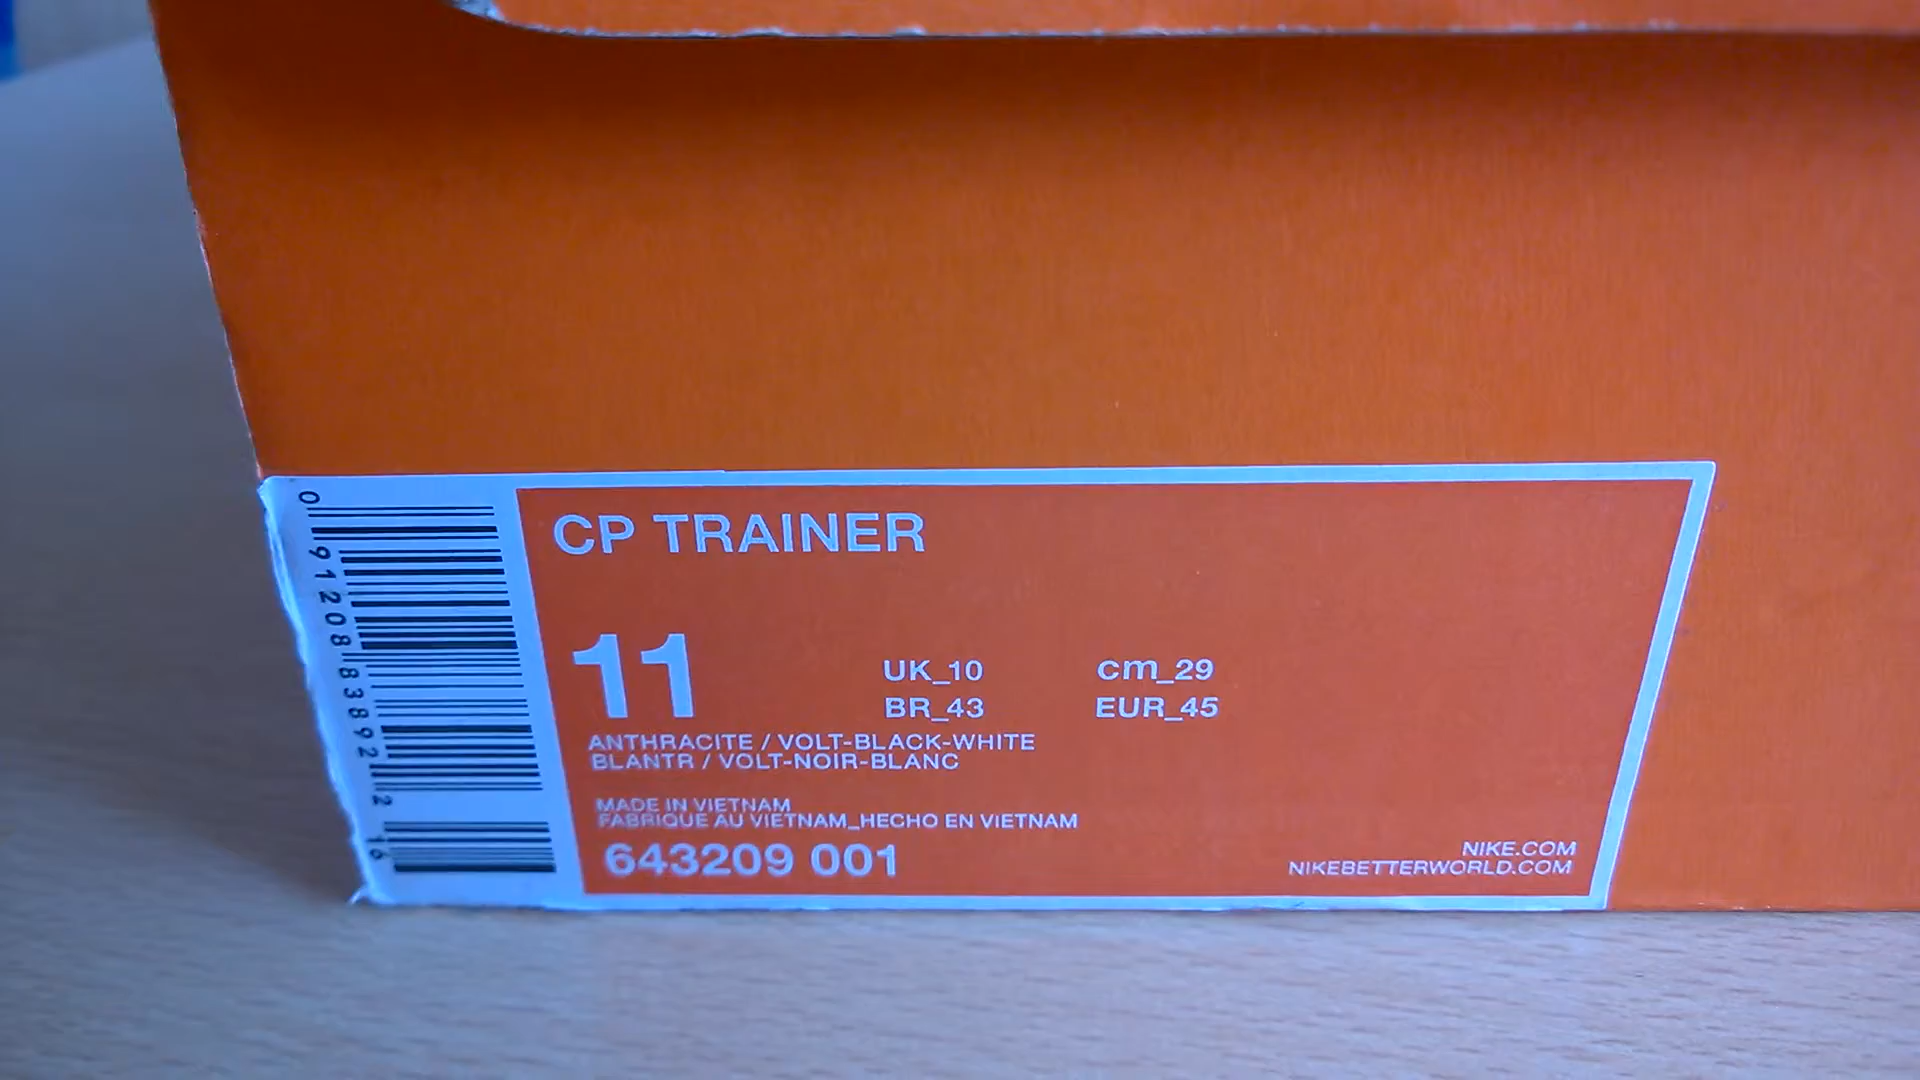 0 91208 83892 2 16
CP TRAINER
11
UK_10 cm_29
BR_43 EUR_45
ANTHRACITE / VOLT-BLACK-WHITE
BLANTR / VOLT-NOIR-BLANC
MADE IN VIETNAM
FABRIQUE AU VIETNAM_HECHO EN VIETNAM
643209 001
NIKE.COM
NIKEBETTERWORLD.COM